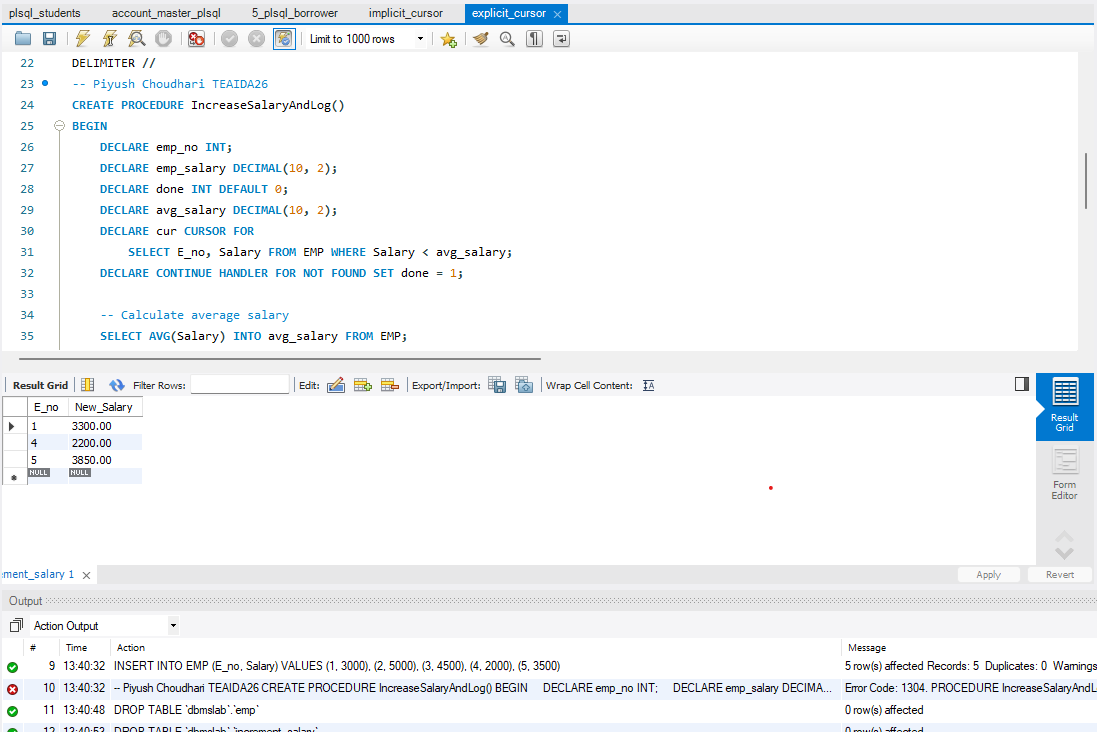 plsql_students account_master_plsql 5_plsql_borrower implicit_cursor explicit_cursor
Limit to 1000 rows
22 DELIMITER //
23 -- Piyush Choudhari TEAIDA26
24 CREATE PROCEDURE IncreaseSalaryAndLog()
25 BEGIN
26 DECLARE emp_no INT;
27 DECLARE emp_salary DECIMAL(10, 2);
28 DECLARE done INT DEFAULT 0;
29 DECLARE avg_salary DECIMAL(10, 2);
30 DECLARE cur CURSOR FOR
31 SELECT E_no, Salary FROM EMP WHERE Salary < avg_salary;
32 DECLARE CONTINUE HANDLER FOR NOT FOUND SET done = 1;
33
34 -- Calculate average salary
35 SELECT AVG(Salary) INTO avg_salary FROM EMP;
Result Grid Filter Rows: Edit: Export/Import: Wrap Cell Content: IA
E_no New_Salary
1 3300.00
4 2200.00
5 3850.00
NULL NULL
Result
Grid
Form
Editor
ment_salary 1
Apply Revert
Output
Action Output
# Time Action Message
9 13:40:32 INSERT INTO EMP (E_no, Salary) VALUES (1, 3000), (2, 5000), (3, 4500), (4, 2000), (5, 3500) 5 row(s) affected Records: 5 Duplicates: 0 Warnings
10 13:40:32 -- Piyush Choudhari TEAIDA26 CREATE PROCEDURE IncreaseSalaryAndLog() BEGIN DECLARE emp_no INT; DECLARE emp_salary DECIMA... Error Code: 1304. PROCEDURE IncreaseSalaryAndL
11 13:40:48 DROP TABLE `dbmslab`.`emp` 0 row(s) affected
12 13:40:53 DROP TABLE `dbmslab`.`increment_salary` 0 row(s) affected